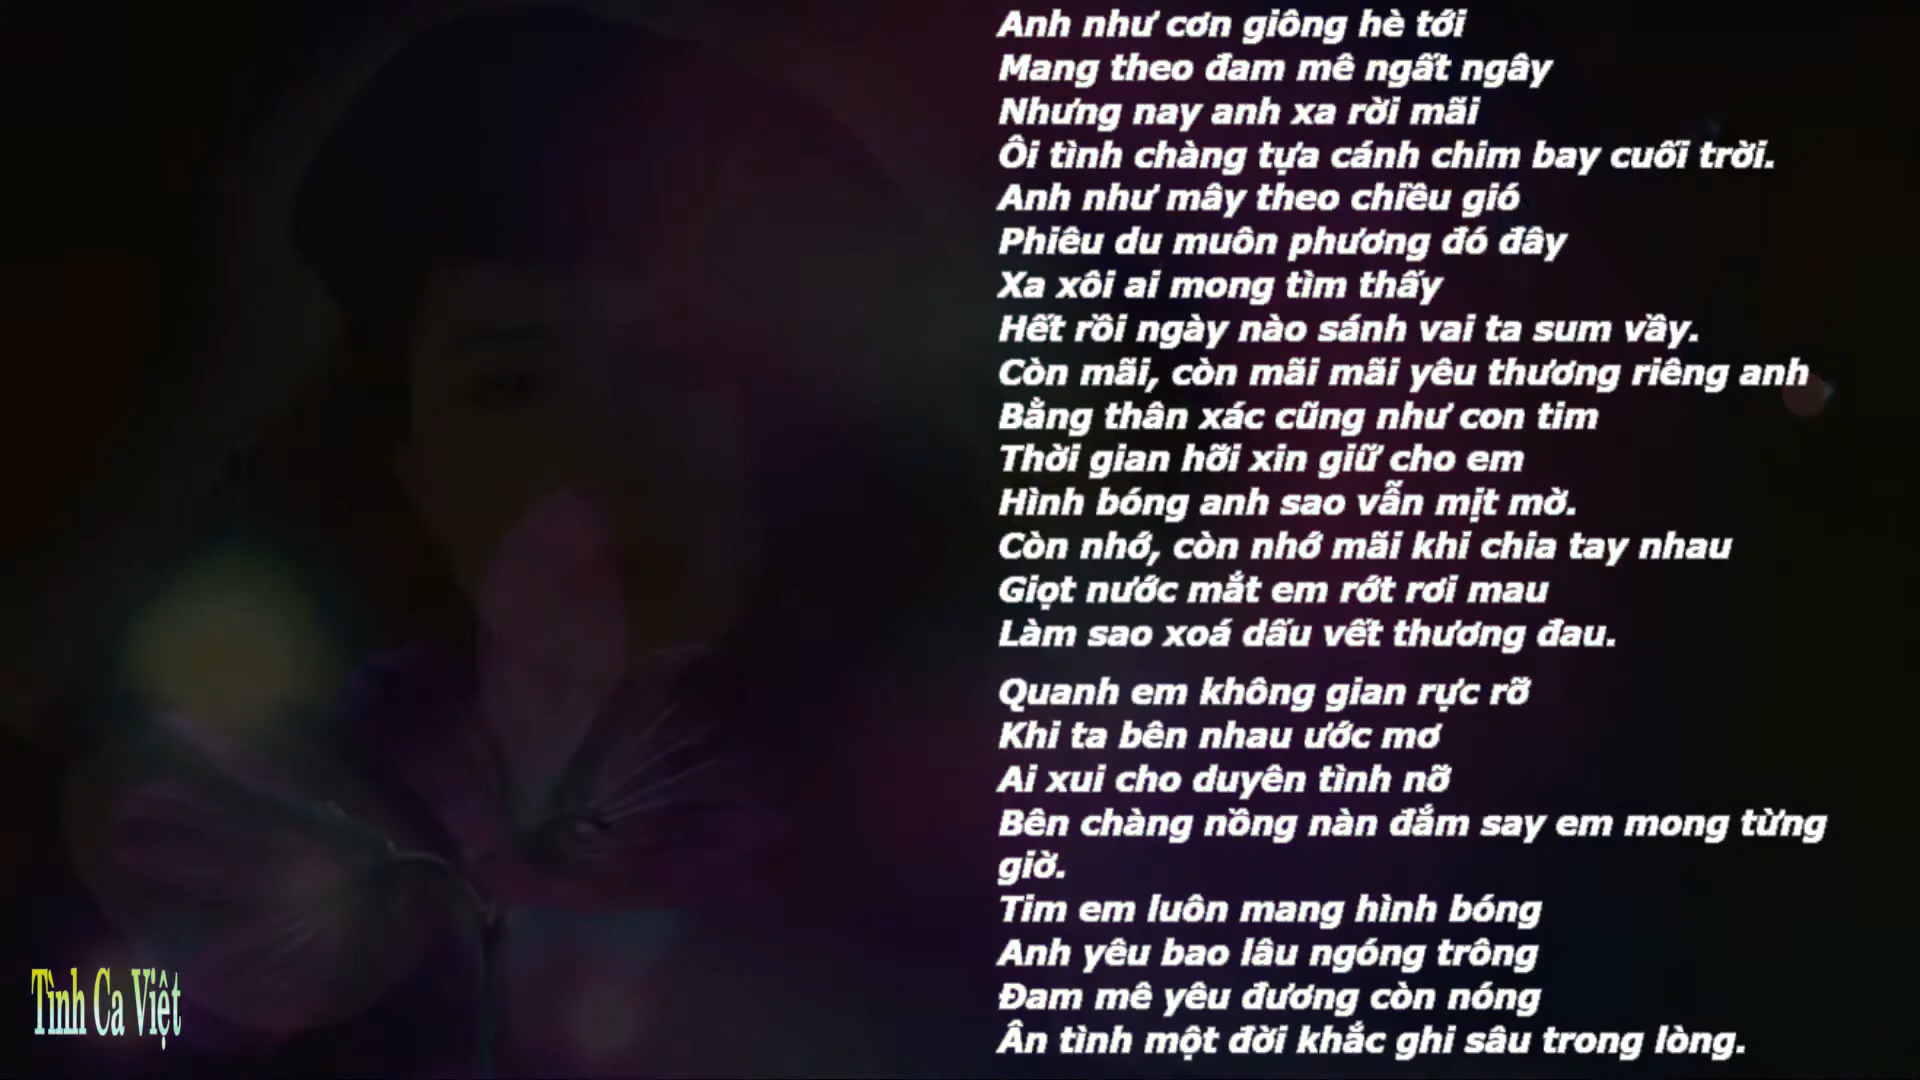 Anh như cơn giông hè tới
Mang theo đam mê ngất ngây
Nhưng nay anh xa rời mãi
Ôi tình chàng tựa cánh chim bay cuối trời.
Anh như mây theo chiều gió
Phiêu du muôn phương đó đây
Xa xôi ai mong tìm thấy
Hết rồi ngày nào sánh vai ta sum vầy.
Còn mãi, còn mãi mãi yêu thương riêng anh
Bằng thân xác cũng như con tim
Thời gian hỡi xin giữ cho em
Hình bóng anh sao vẫn mịt mờ.
Còn nhớ, còn nhớ mãi khi chia tay nhau
Giọt nước mắt em rớt rơi mau
Làm sao xoá dấu vết thương đau.
Quanh em không gian rực rỡ
Khi ta bên nhau ước mơ
Ai xui cho duyên tình nỡ
Bên chàng nồng nàn đắm say em mong từng
giờ.
Tim em luôn mang hình bóng
Anh yêu bao lâu ngóng trông
Đam mê yêu đương còn nóng
Ân tình một đời khắc ghi sâu trong lòng.
Tình Ca Việt